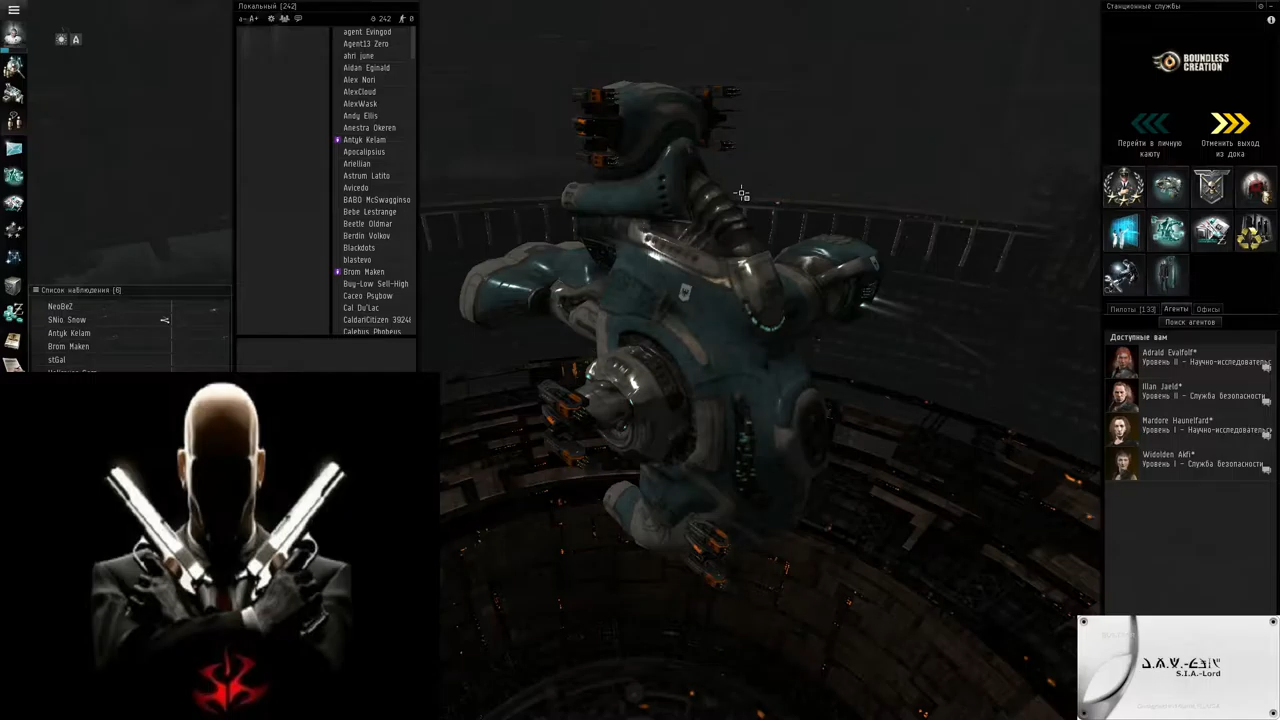 Локальный [242]
а- А+
242
0
A
agent Evingod
Agent13 Zero
ahri june
Aidan Eginald
Alex Nori
AlexCloud
AlexWask
Andy Ellis
Anestra Okeren
Antyk Kelam
Apocalipsius
Ariellian
Astrum Latito
Avicedo
BABO McSwagginso
Bebe Lestrange
Beetle Oldmar
Berdin Volkov
Blackdots
blastevo
Brom Maken
Buy-Low Sell-High
Caceo Psybow
Cal Du'Lac
CaldariCitizen 39241
Calebus Phobeus
Список наблюдения [6]
NeoBeZ
SNio Snow
Antyk Kelam
Brom Maken
stGal
Станционные службы
BOUNDLESS
CREATION
Перейти в личную
каюту
Отменить выход
из дока
Пилоты [133]
Агенты
Офисы
Поиск агентов
Доступные вам
Adrald Evalfolf*
Уровень II - Научно-исследователь
Illan Jaeld*
Уровень II - Служба безопасности
Mardore Haunelfard*
Уровень I - Научно-исследователь
Widolden Akfi*
Уровень I - Служба безопасности
S.I.A.-Lord